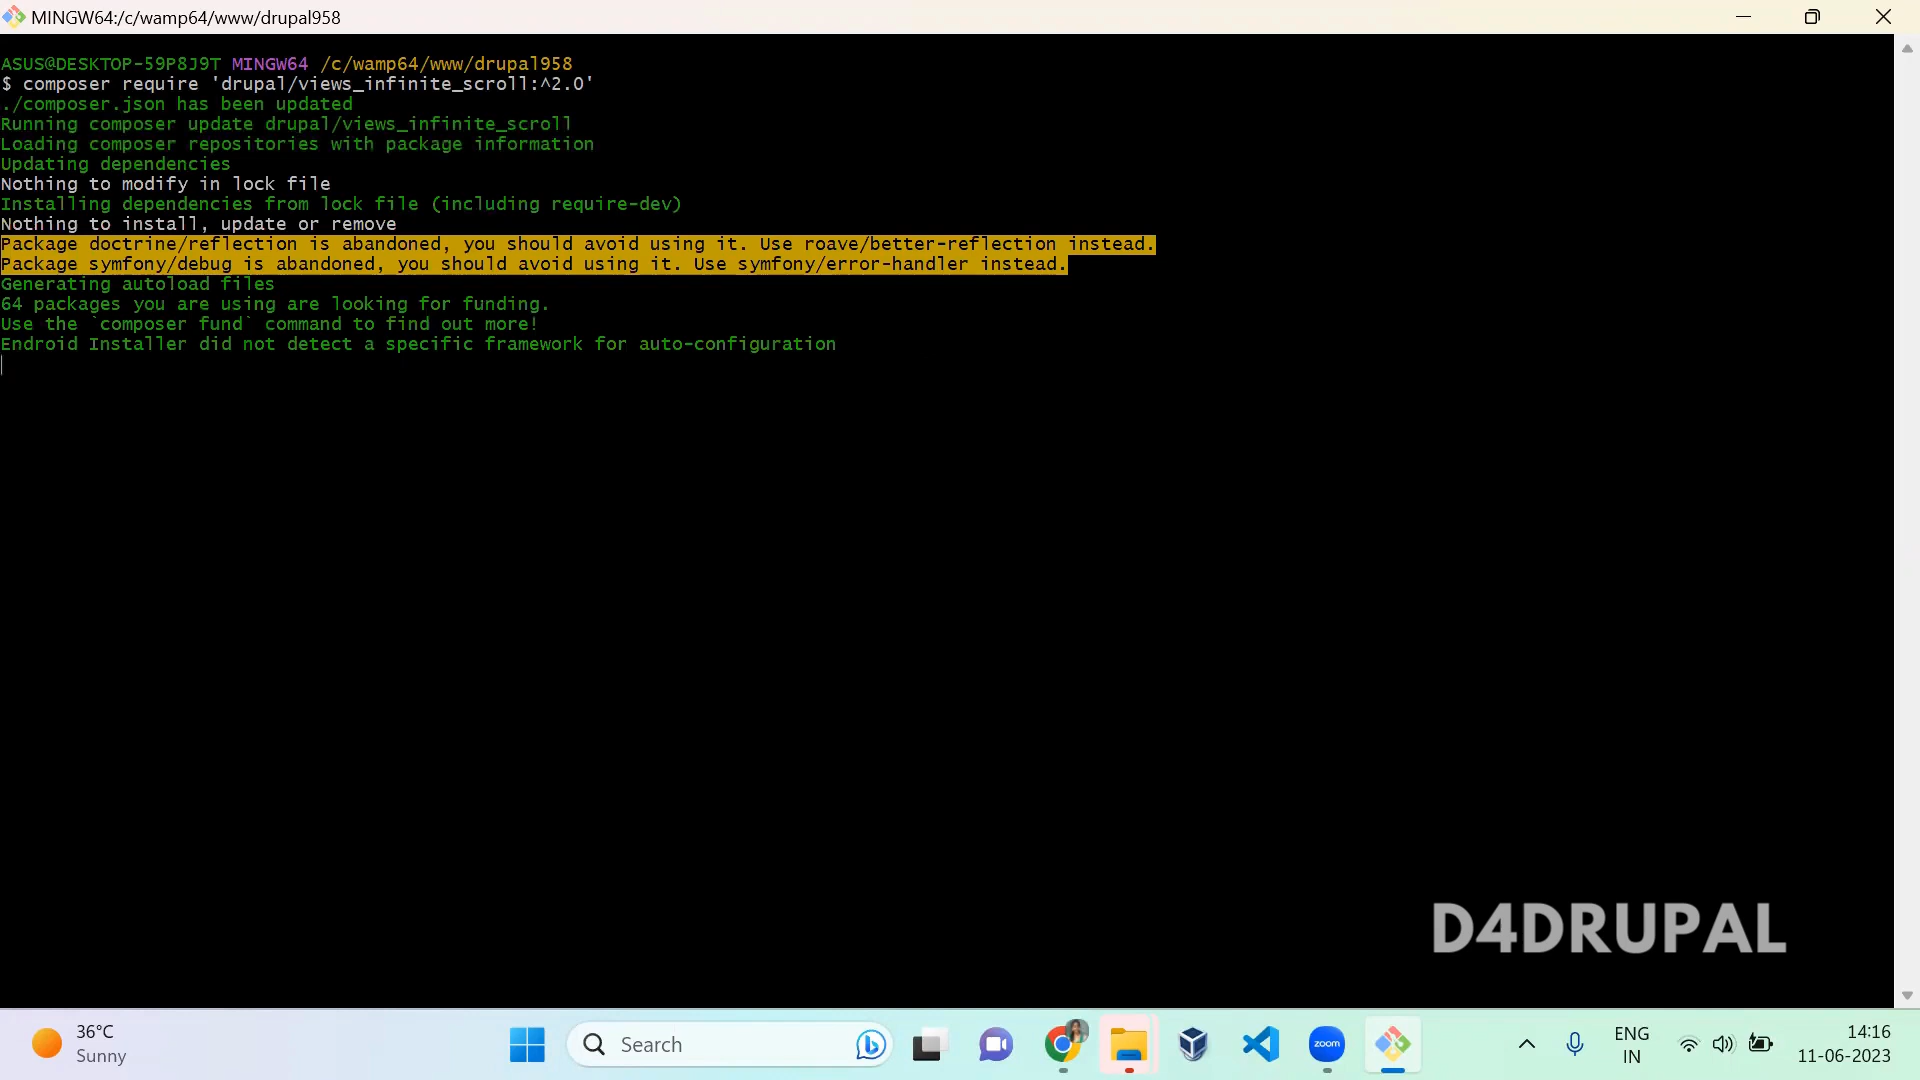 MINGW64:/c/wamp64/www/drupal958
ASUS@DESKTOP-59P8J9T MINGW64 /c/wamp64/www/drupal958
$ composer require 'drupal/views_infinite_scroll:^2.0'
./composer.json has been updated
Running composer update drupal/views_infinite_scroll
Loading composer repositories with package information
Updating dependencies
Nothing to modify in lock file
Installing dependencies from lock file (including require-dev)
Nothing to install, update or remove
Package doctrine/reflection is abandoned, you should avoid using it. Use roave/better-reflection instead.
Package symfony/debug is abandoned, you should avoid using it. Use symfony/error-handler instead.
Generating autoload files
64 packages you are using are looking for funding.
Use the `composer fund` command to find out more!
Endroid Installer did not detect a specific framework for auto-configuration
D4DRUPAL
36°C
Sunny
Search
zoom
ENG
IN
14:16
11-06-2023